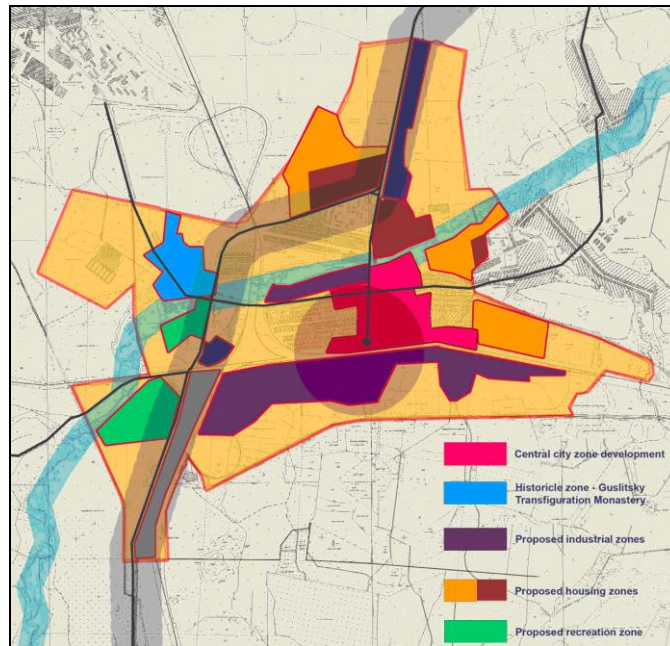 Central city zone development
Historicle zone - Guslitsky
Transfiguration Monastery
Proposed industrial zones
Proposed housing zones
Proposed recreation zone